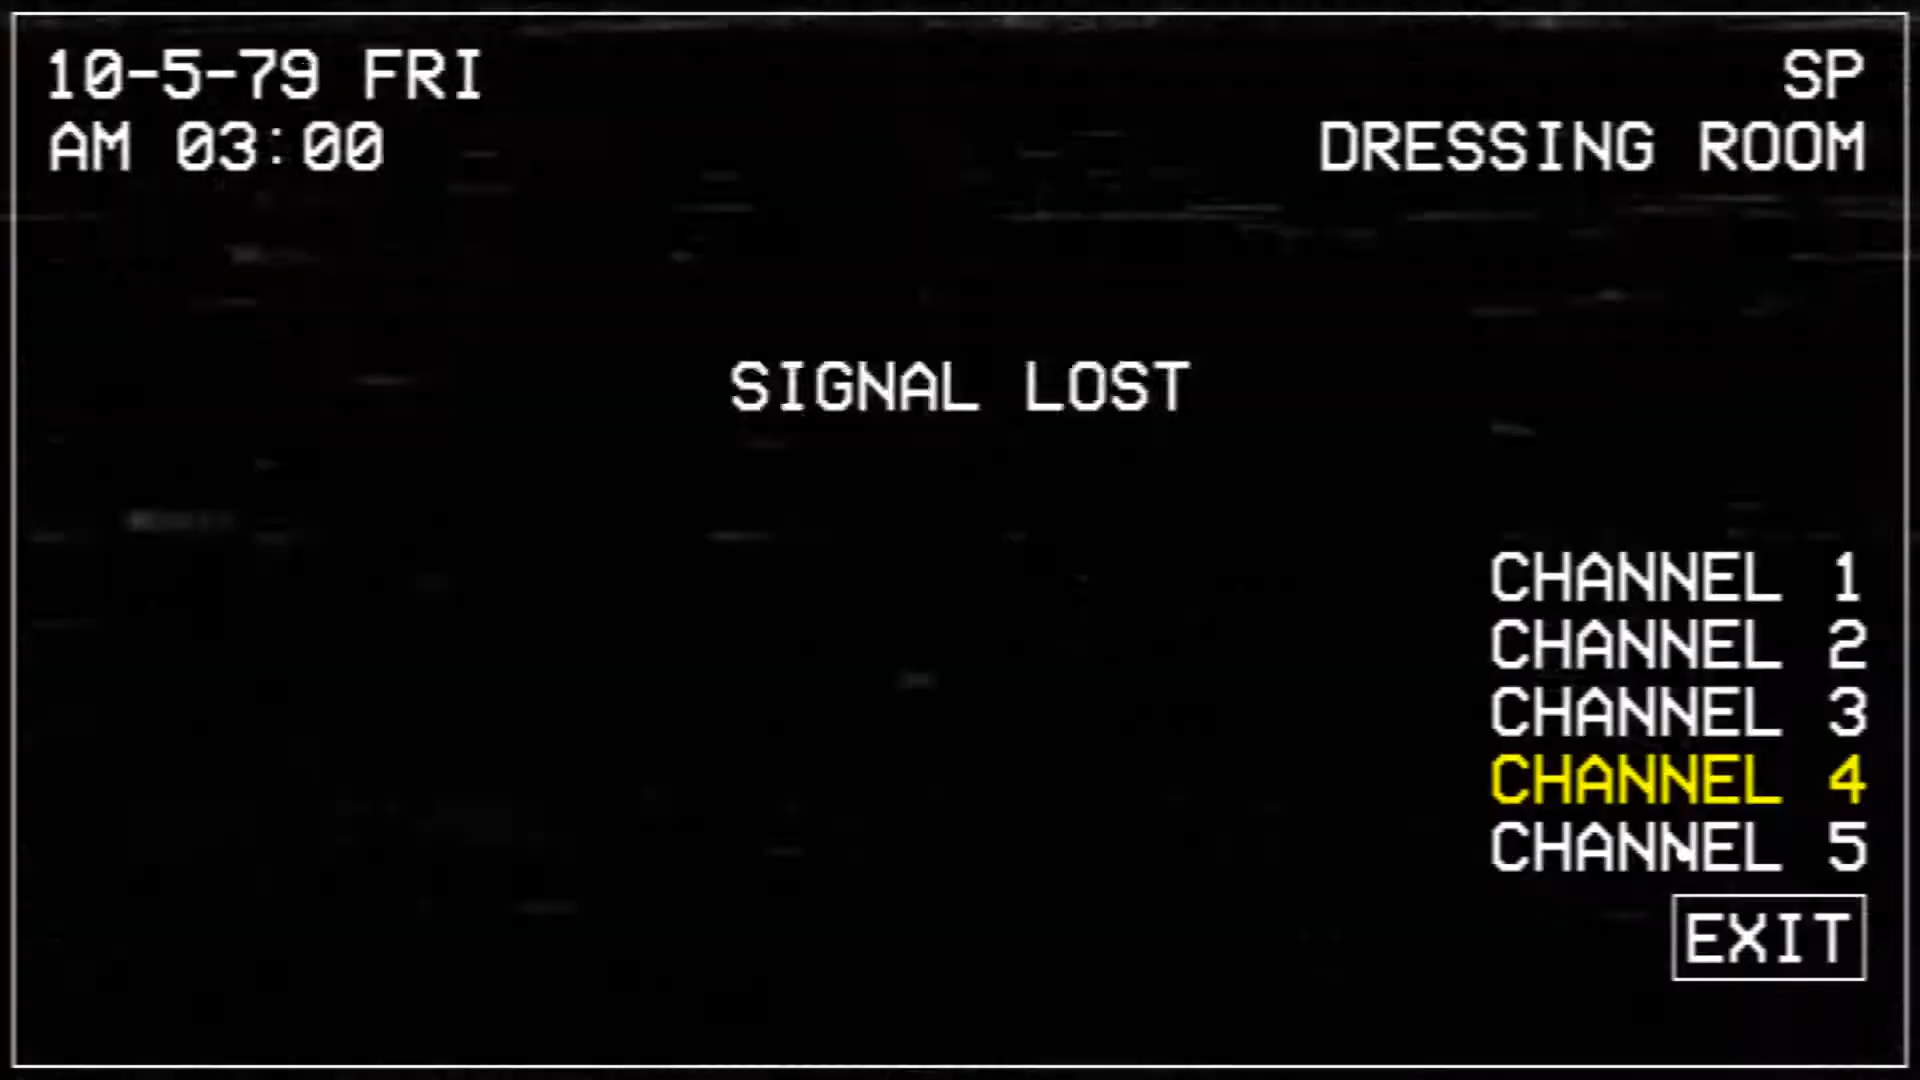 10-5-79 FRI
AM 03:00
SP
DRESSING ROOM
SIGNAL LOST
CHANNEL 1
CHANNEL 2
CHANNEL 3
CHANNEL 4
CHANNEL 5
EXIT